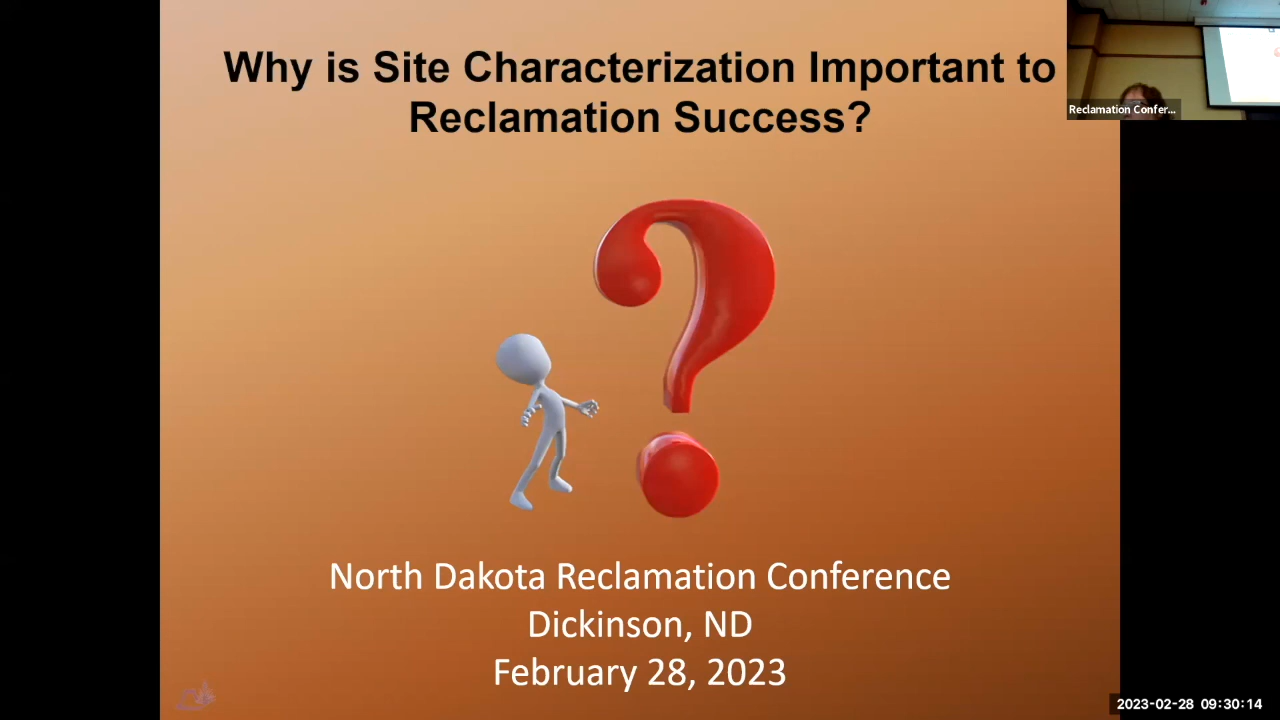 Why is Site Characterization Important to
Reclamation Success?
Reclamation Confer...
North Dakota Reclamation Conference
Dickinson, ND
February 28, 2023
2023-02-28 09:30:14